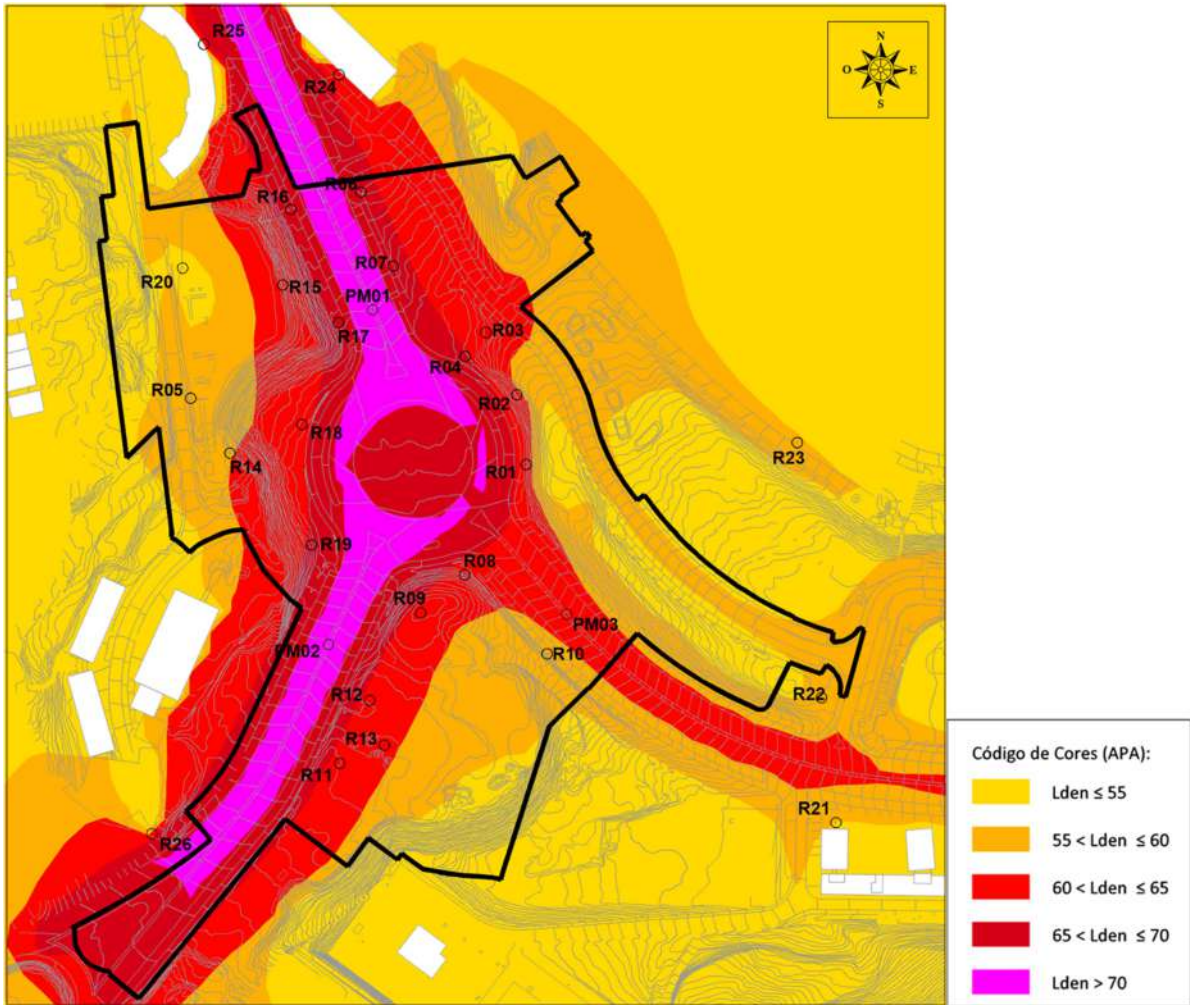 R25
N
O E
S
R24
R06
R16
R07
R20
R15
PM01
R17
R03
R04
R05
R02
R18
R23
R14
R01
R19
R08
R09
PM03
PM02
R10
R12
R22
R13
R11
R21
R26
Código de Cores (APA):
Lden ≤ 55
55 < Lden ≤ 60
60 < Lden ≤ 65
65 < Lden ≤ 70
Lden > 70